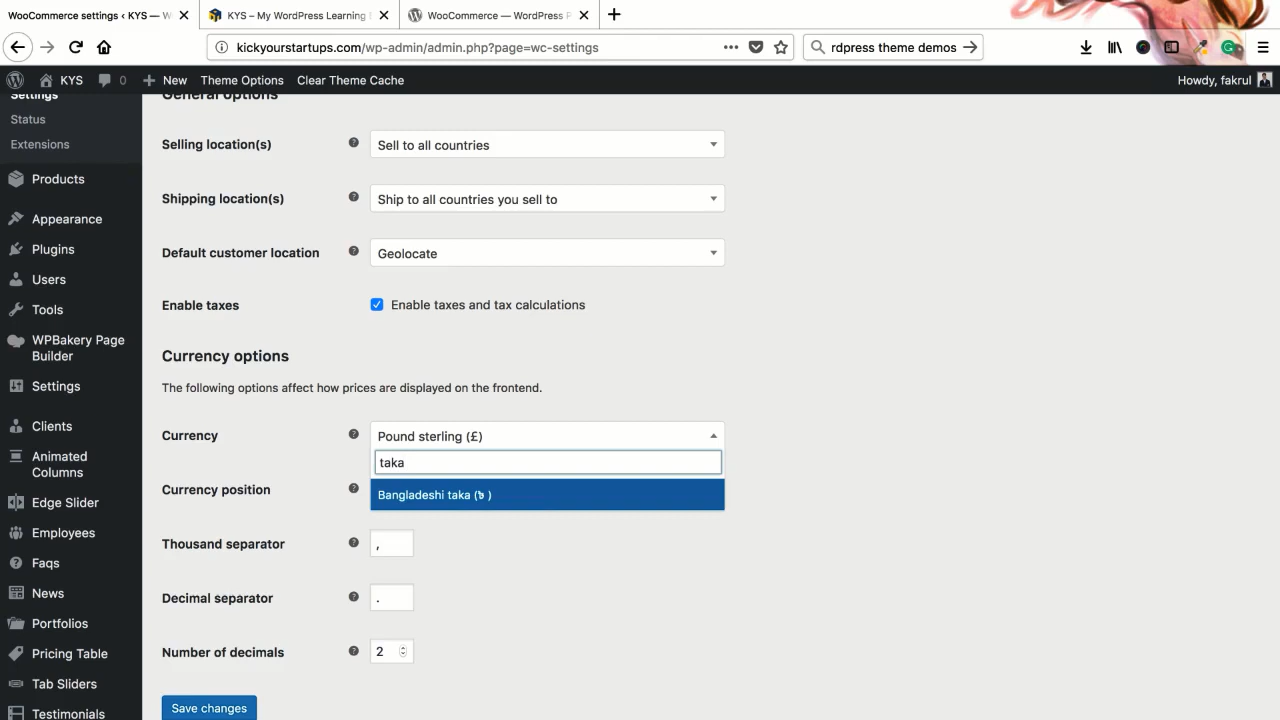 WooCommerce settings ‹ KYS — W
KYS – My WordPress Learning
WooCommerce — WordPress P
kickyourstartups.com/wp-admin/admin.php?page=wc-settings
rdpress theme demos
KYS
0
New
Theme Options
Clear Theme Cache
Howdy, fakrul
Settings
Status
Extensions
Products
Appearance
Plugins
Users
Tools
WPBakery Page
Builder
Settings
Clients
Animated
Columns
Edge Slider
Employees
Faqs
News
Portfolios
Pricing Table
Tab Sliders
Testimonials
General options
Selling location(s)
Sell to all countries
Shipping location(s)
Ship to all countries you sell to
Default customer location
Geolocate
Enable taxes
Enable taxes and tax calculations
Currency options
The following options affect how prices are displayed on the frontend.
Currency
Pound sterling (£)
taka
Bangladeshi taka (৳ )
Currency position
Thousand separator
,
Decimal separator
.
Number of decimals
2
Save changes